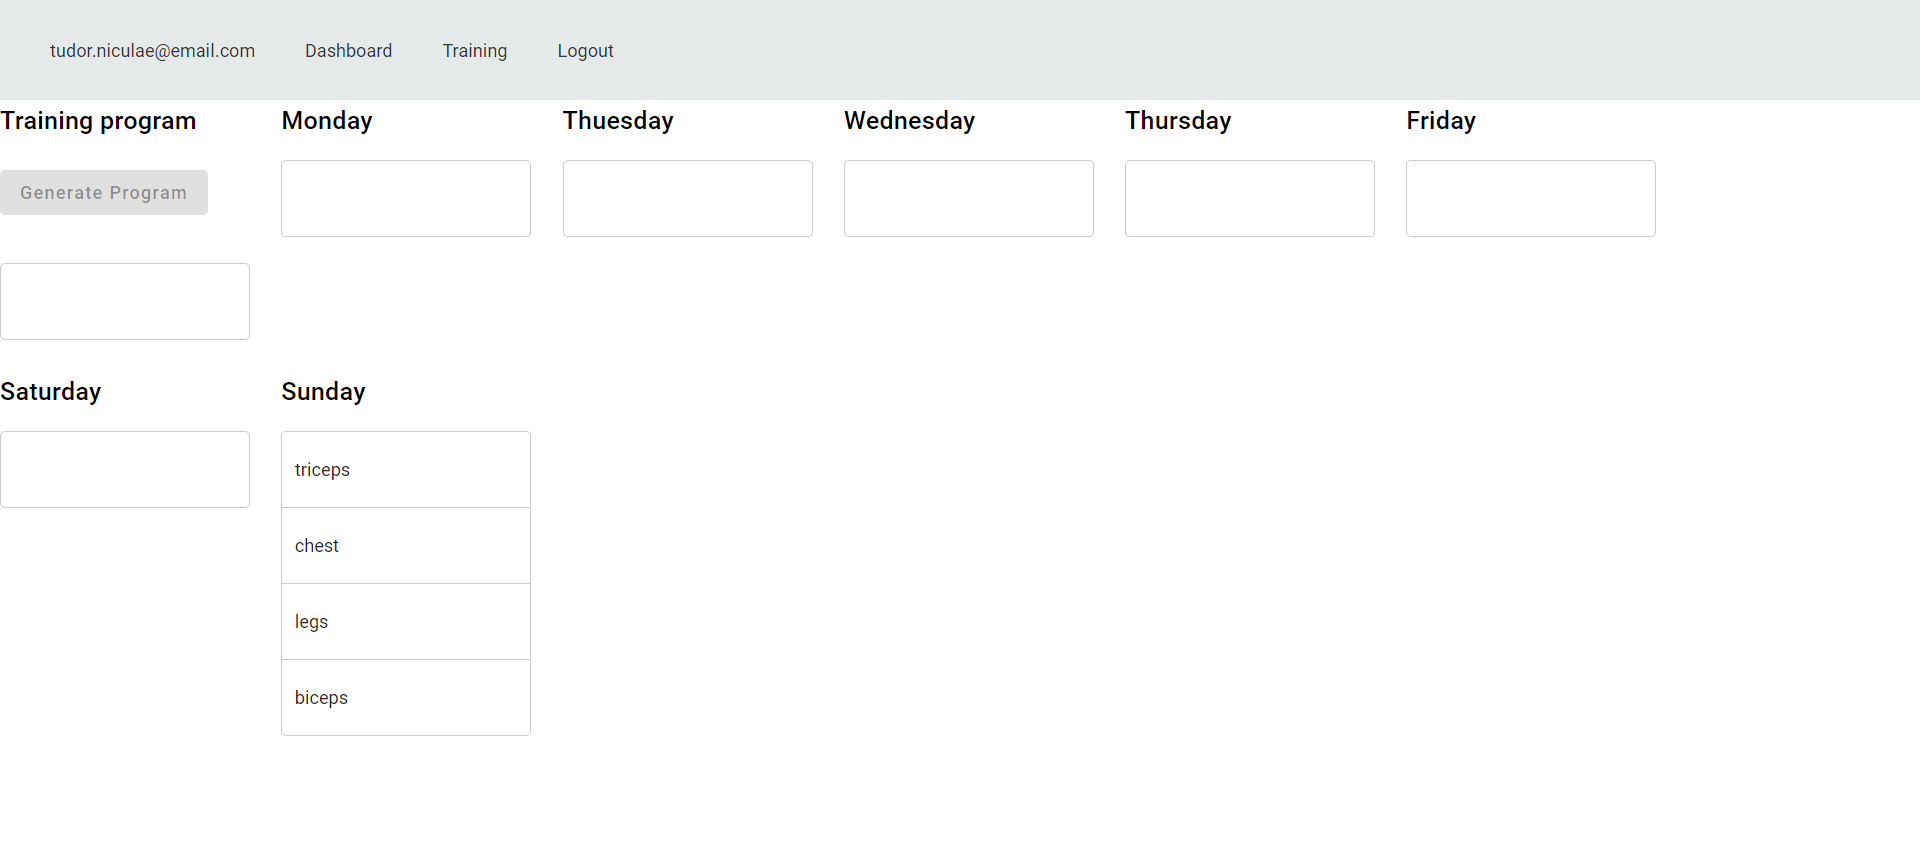 tudor.niculae@email.com Dashboard Training Logout
Training program Monday Thuesday Wednesday Thursday Friday
Generate Program
Saturday Sunday
triceps
chest
legs
biceps